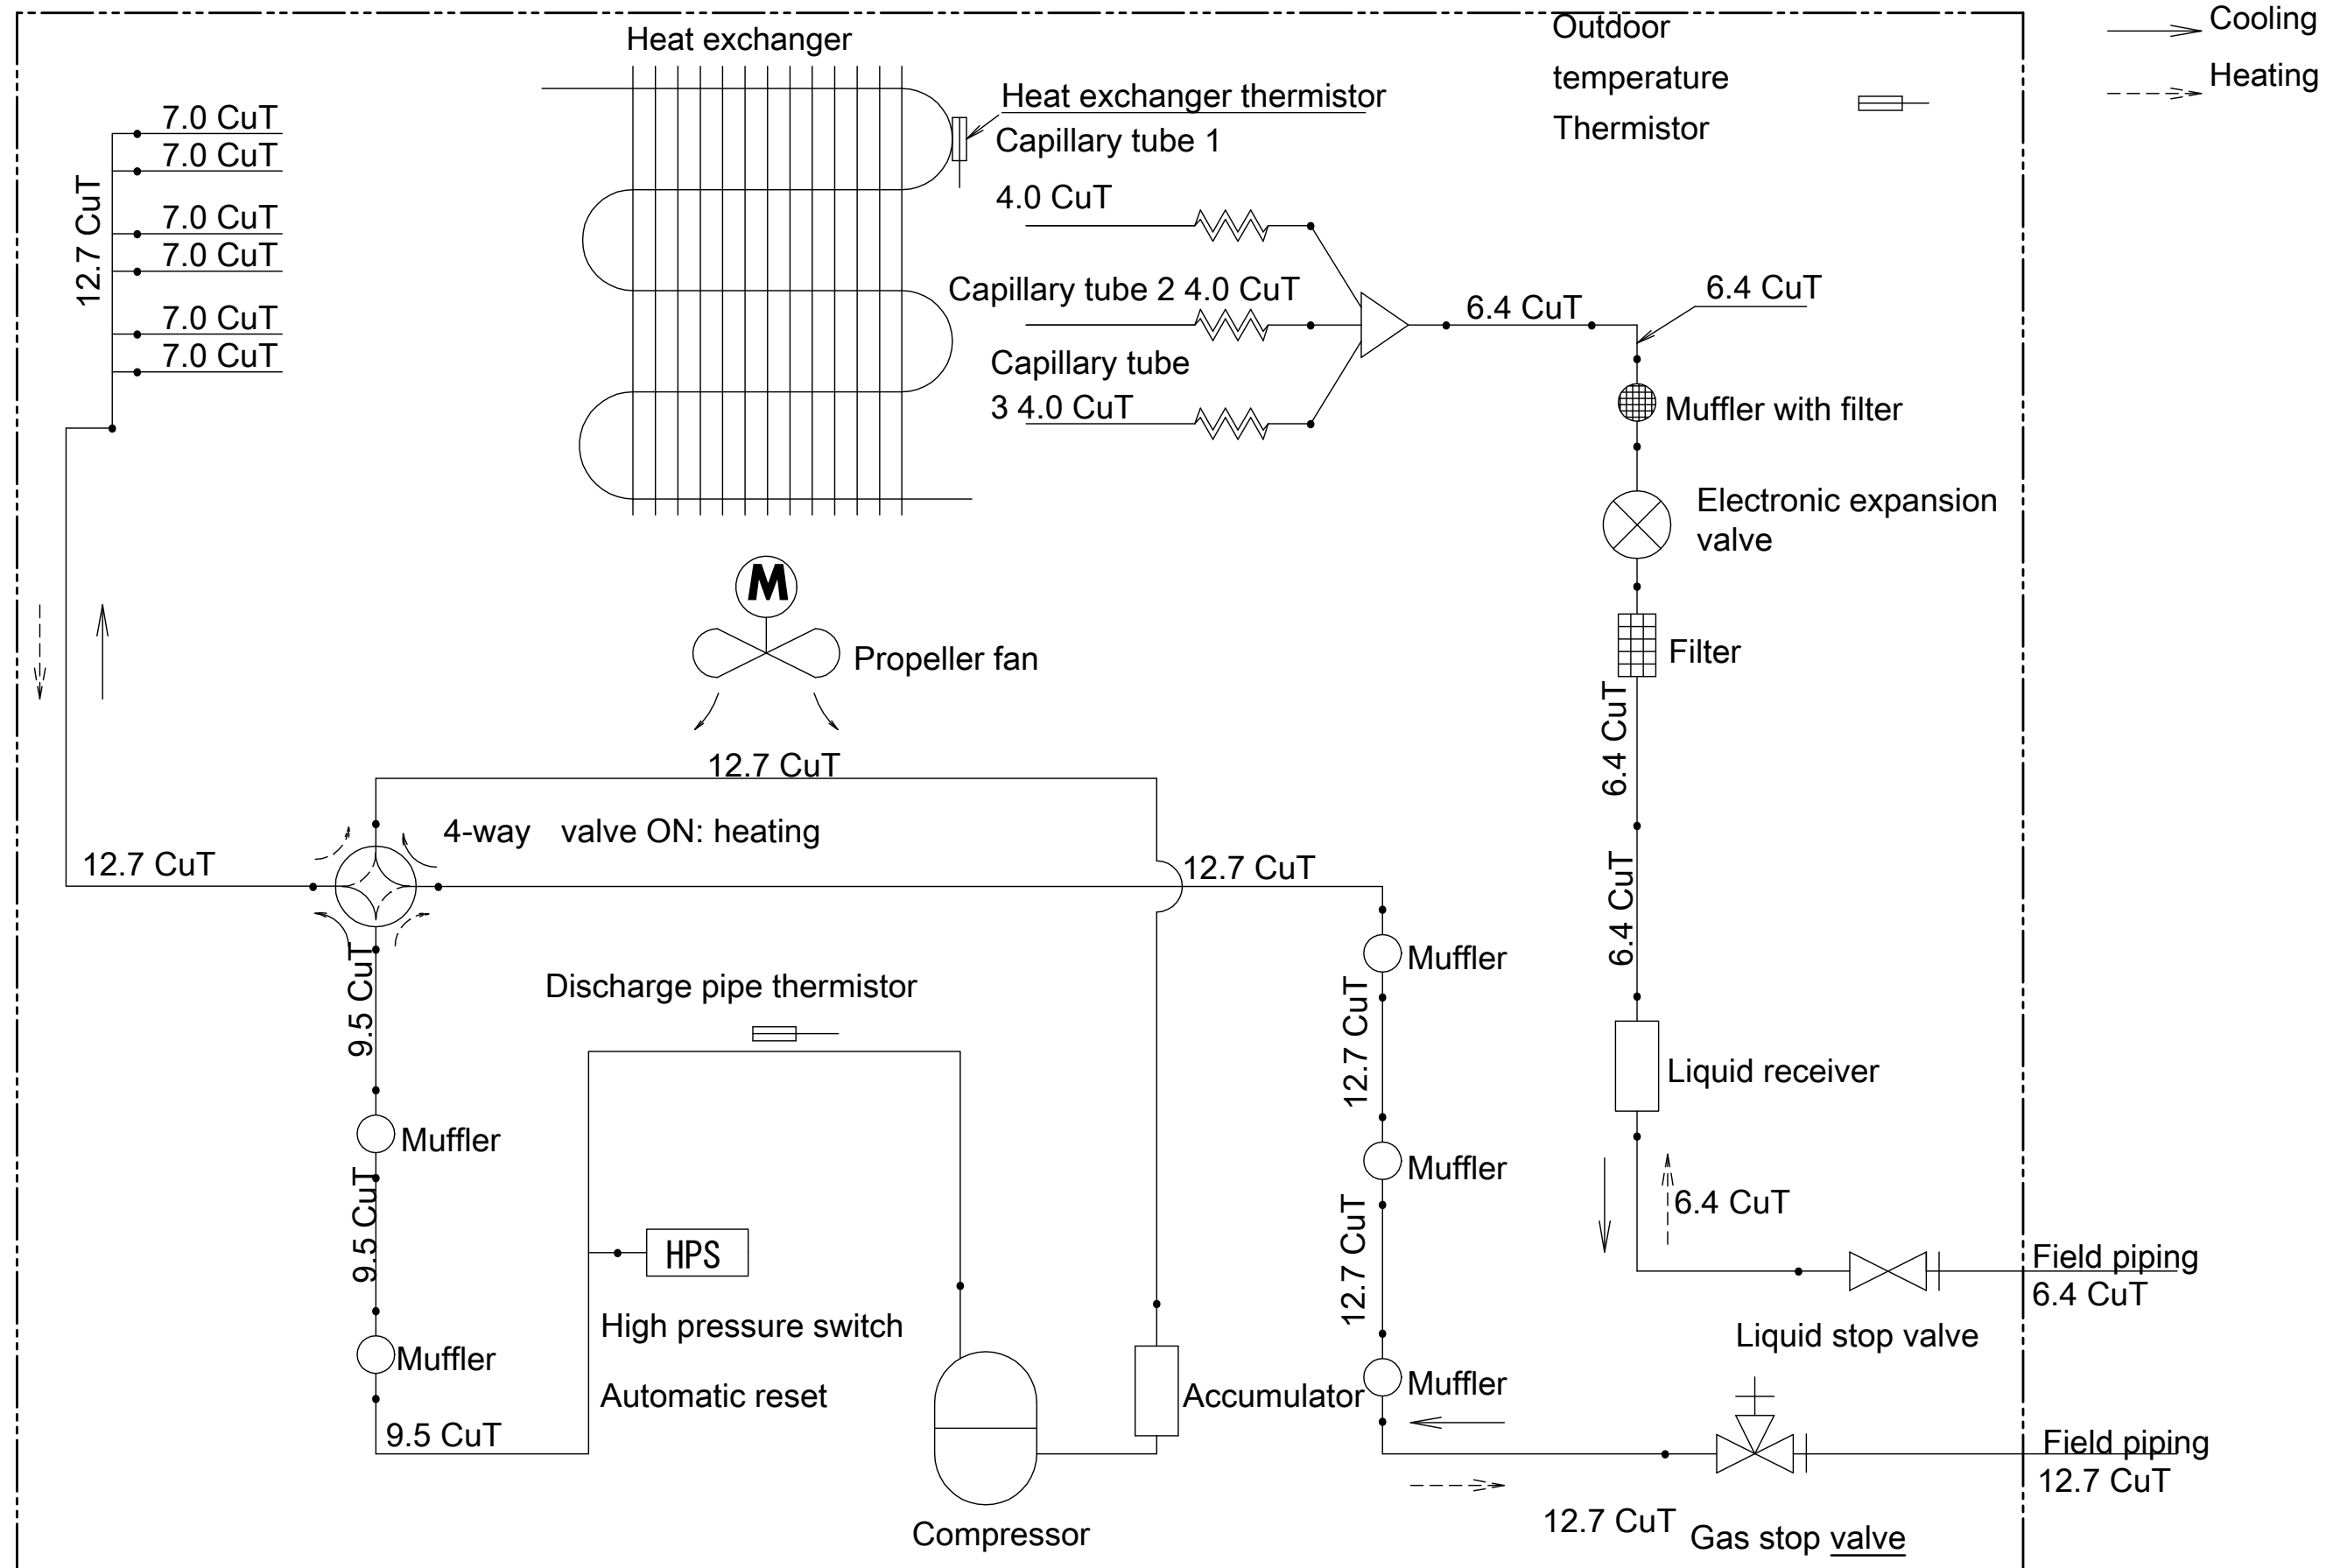 Cooling
Heating
Heat exchanger
Outdoor
temperature
Thermistor
Heat exchanger thermistor
Capillary tube 1
4.0 CuT
7.0 CuT
7.0 CuT
7.0 CuT
7.0 CuT
7.0 CuT
7.0 CuT
12.7 CuT
Capillary tube 2 4.0 CuT
Capillary tube
3 4.0 CuT
6.4 CuT
6.4 CuT
Muffler with filter
Electronic expansion
valve
Filter
M
Propeller fan
6.4 CuT
12.7 CuT
4-way valve ON: heating
12.7 CuT
12.7 CuT
6.4 CuT
9.5 CuT
Discharge pipe thermistor
Muffler
12.7 CuT
Liquid receiver
Muffler
Muffler
9.5 CuT
6.4 CuT
12.7 CuT
HPS
Field piping
6.4 CuT
High pressure switch
Liquid stop valve
Muffler
Automatic reset
Accumulator
Muffler
9.5 CuT
Field piping
12.7 CuT
12.7 CuT
Compressor
Gas stop valve